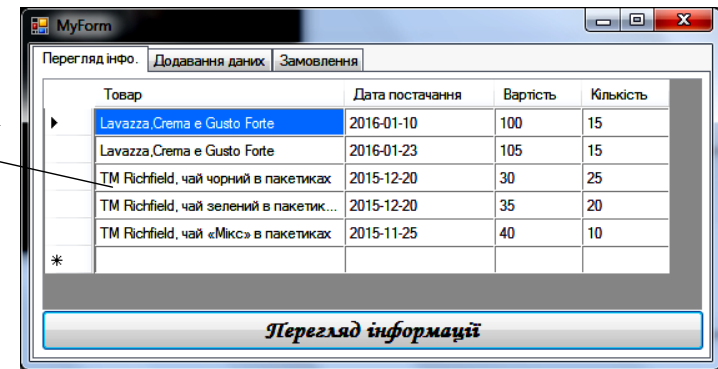 MyForm
Перегляд інфо. Додавання даних Замовлення
Товар Дата постачання Вартість Кількість
Lavazza,Crema e Gusto Forte 2016-01-10 100 15
Lavazza,Crema e Gusto Forte 2016-01-23 105 15
ТМ Richfield, чай чорний в пакетиках 2015-12-20 30 25
ТМ Richfield, чай зелений в пакетик... 2015-12-20 35 20
ТМ Richfield, чай «Мікс» в пакетиках 2015-11-25 40 10
Перегляд інформації